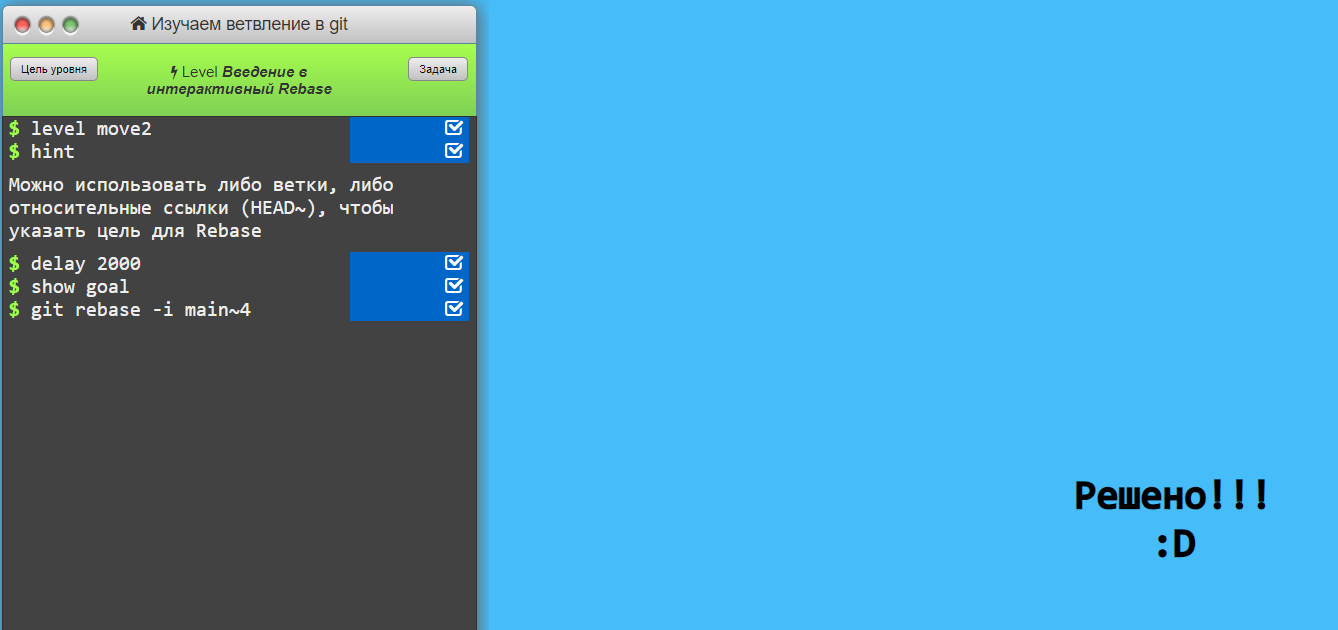 Изучаем ветвление в git
Цель уровня
Level Введение в
интерактивный Rebase
Задача
$ level move2
$ hint
Можно использовать либо ветки, либо
относительные ссылки (HEAD~), чтобы
указать цель для Rebase
$ delay 2000
$ show goal
$ git rebase -i main~4
Решено!!!
:D